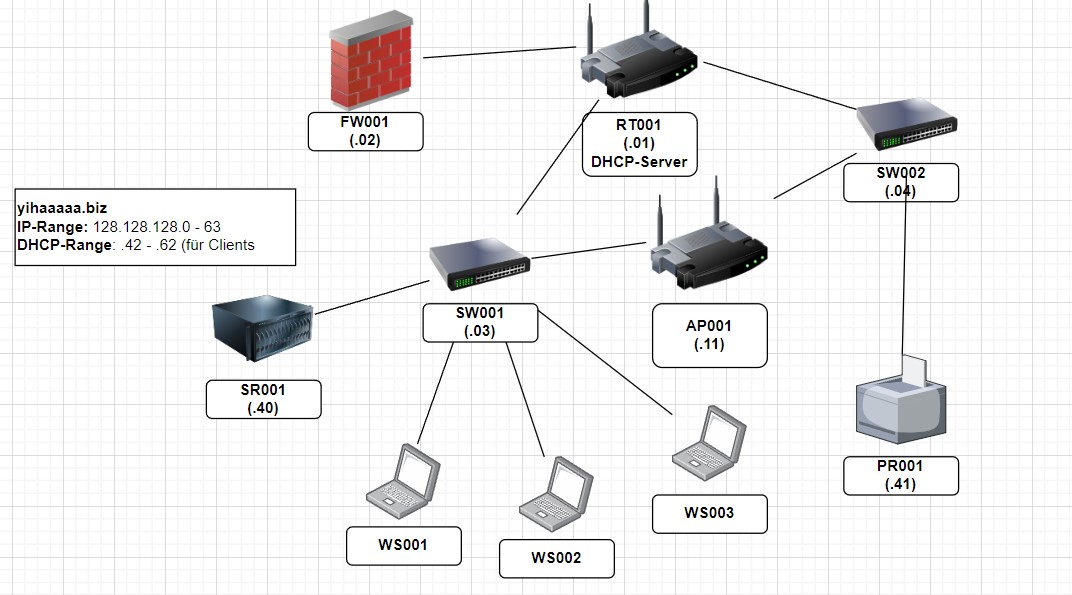 FW001
(.02)
RT001
(.01)
DHCP-Server
SW002
(.04)
yihaaaaa.biz
IP-Range: 128.128.128.0 - 63
DHCP-Range: .42 - .62 (für Clients
SW001
(.03)
AP001
(.11)
SR001
(.40)
PR001
(.41)
WS003
WS001
WS002